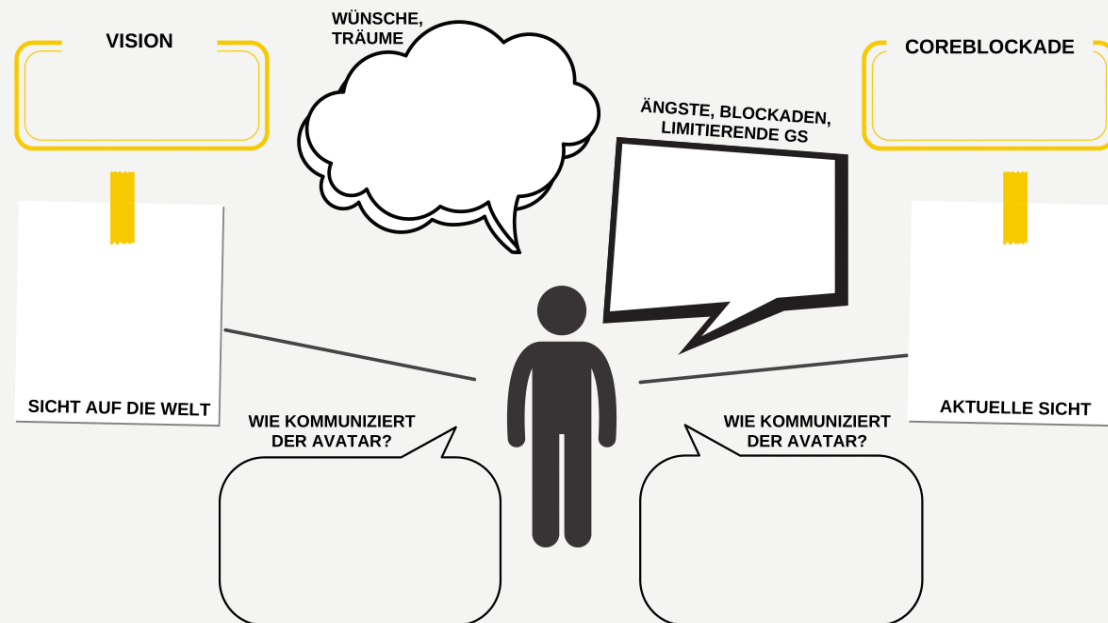 VISION
WÜNSCHE,
TRÄUME
COREBLOCKADE
ÄNGSTE, BLOCKADEN,
LIMITIERENDE GS
SICHT AUF DIE WELT
AKTUELLE SICHT
WIE KOMMUNIZIERT
DER AVATAR?
WIE KOMMUNIZIERT
DER AVATAR?